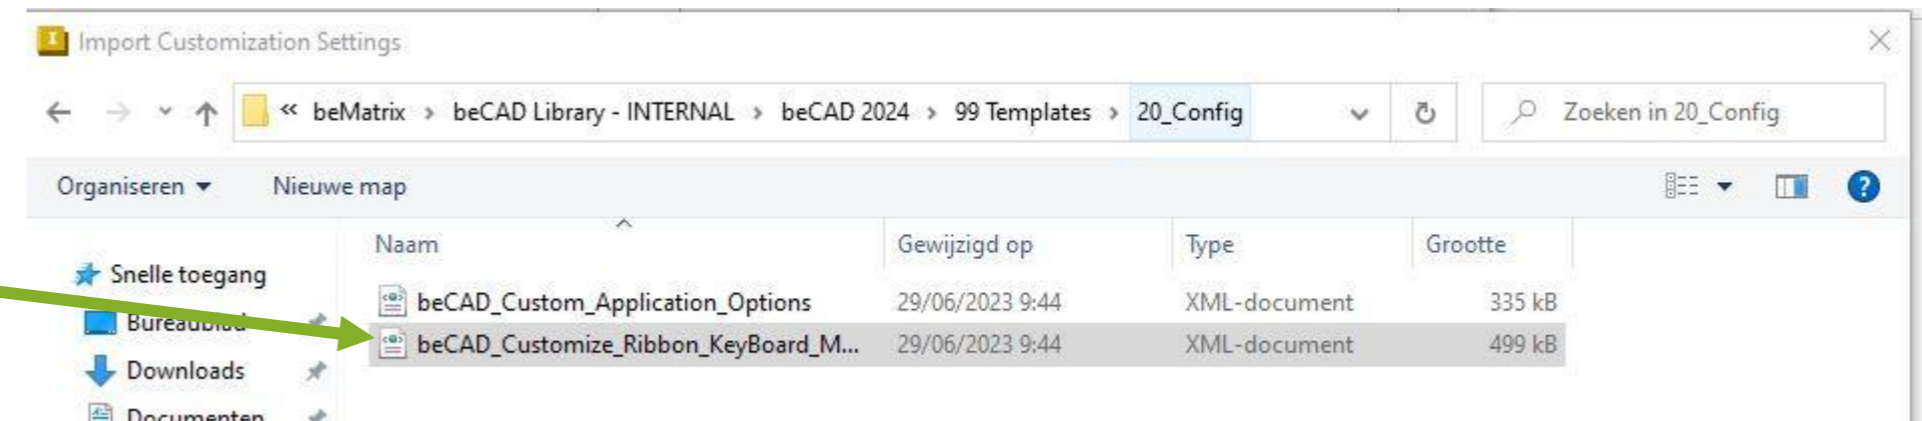 Import Customization Settings
« beMatrix › beCAD Library - INTERNAL › beCAD 2024 › 99 Templates › 20_Config
Zoeken in 20_Config
Organiseren
Nieuwe map
Naam
Gewijzigd op
Type
Grootte
Snelle toegang
beCAD_Custom_Application_Options 29/06/2023 9:44 XML-document 335 kB
Bureaublad
beCAD_Customize_Ribbon_KeyBoard_M... 29/06/2023 9:44 XML-document 499 kB
Downloads
Documenten